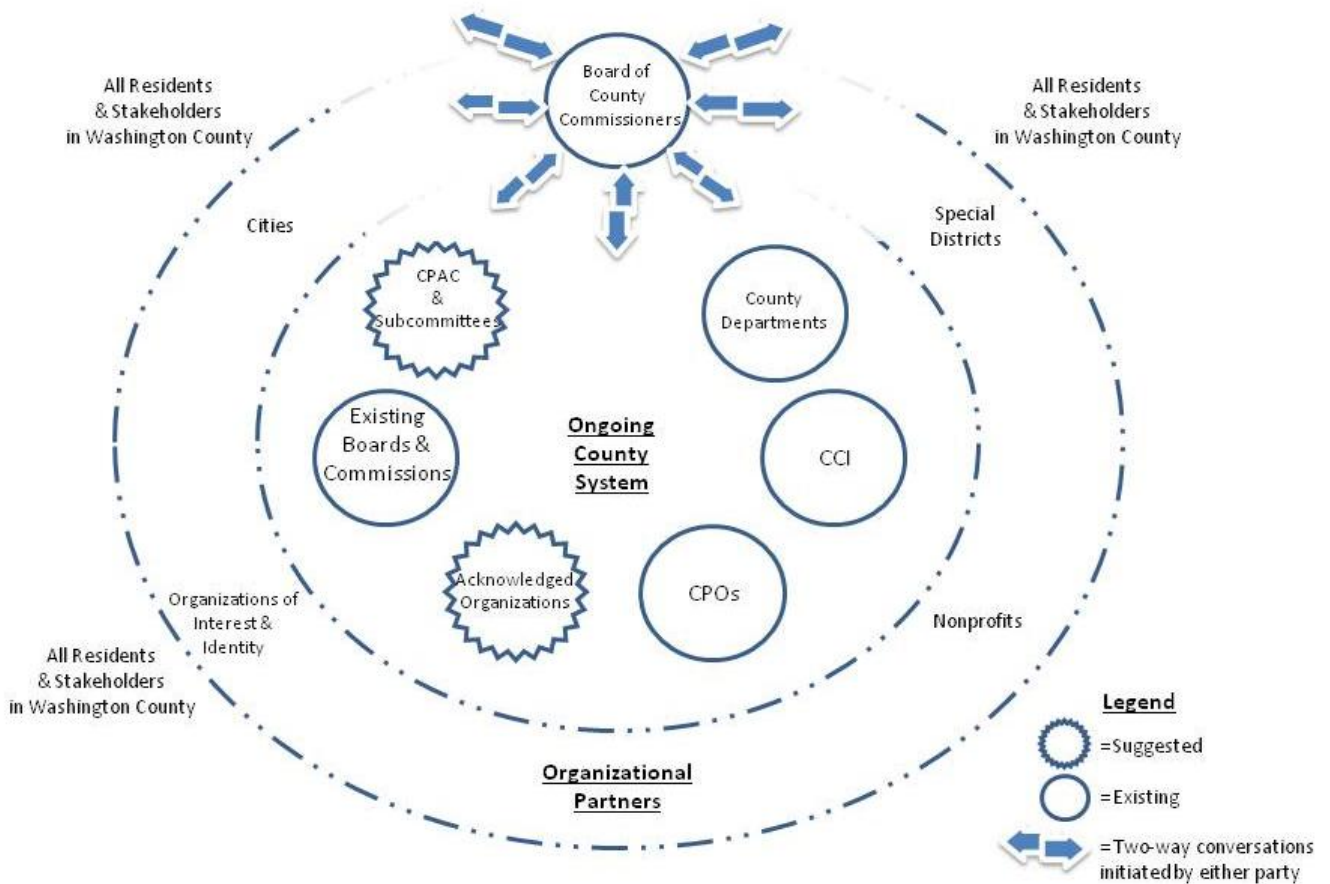 Board of
County
Commissioners
All Residents
& Stakeholders
in Washington County
All Residents
& Stakeholders
in Washington County
Cities
Special
Districts
CPAC
&
Subcommittees
County
Departments
Existing
Boards &
Commissions
Ongoing
County
System
CCI
Acknowledged
Organizations
CPOs
Organizations of
Interest &
Identity
Nonprofits
All Residents
& Stakeholders
in Washington County
Organizational
Partners
Legend
=Suggested
=Existing
=Two-way conversations
initiated by either party